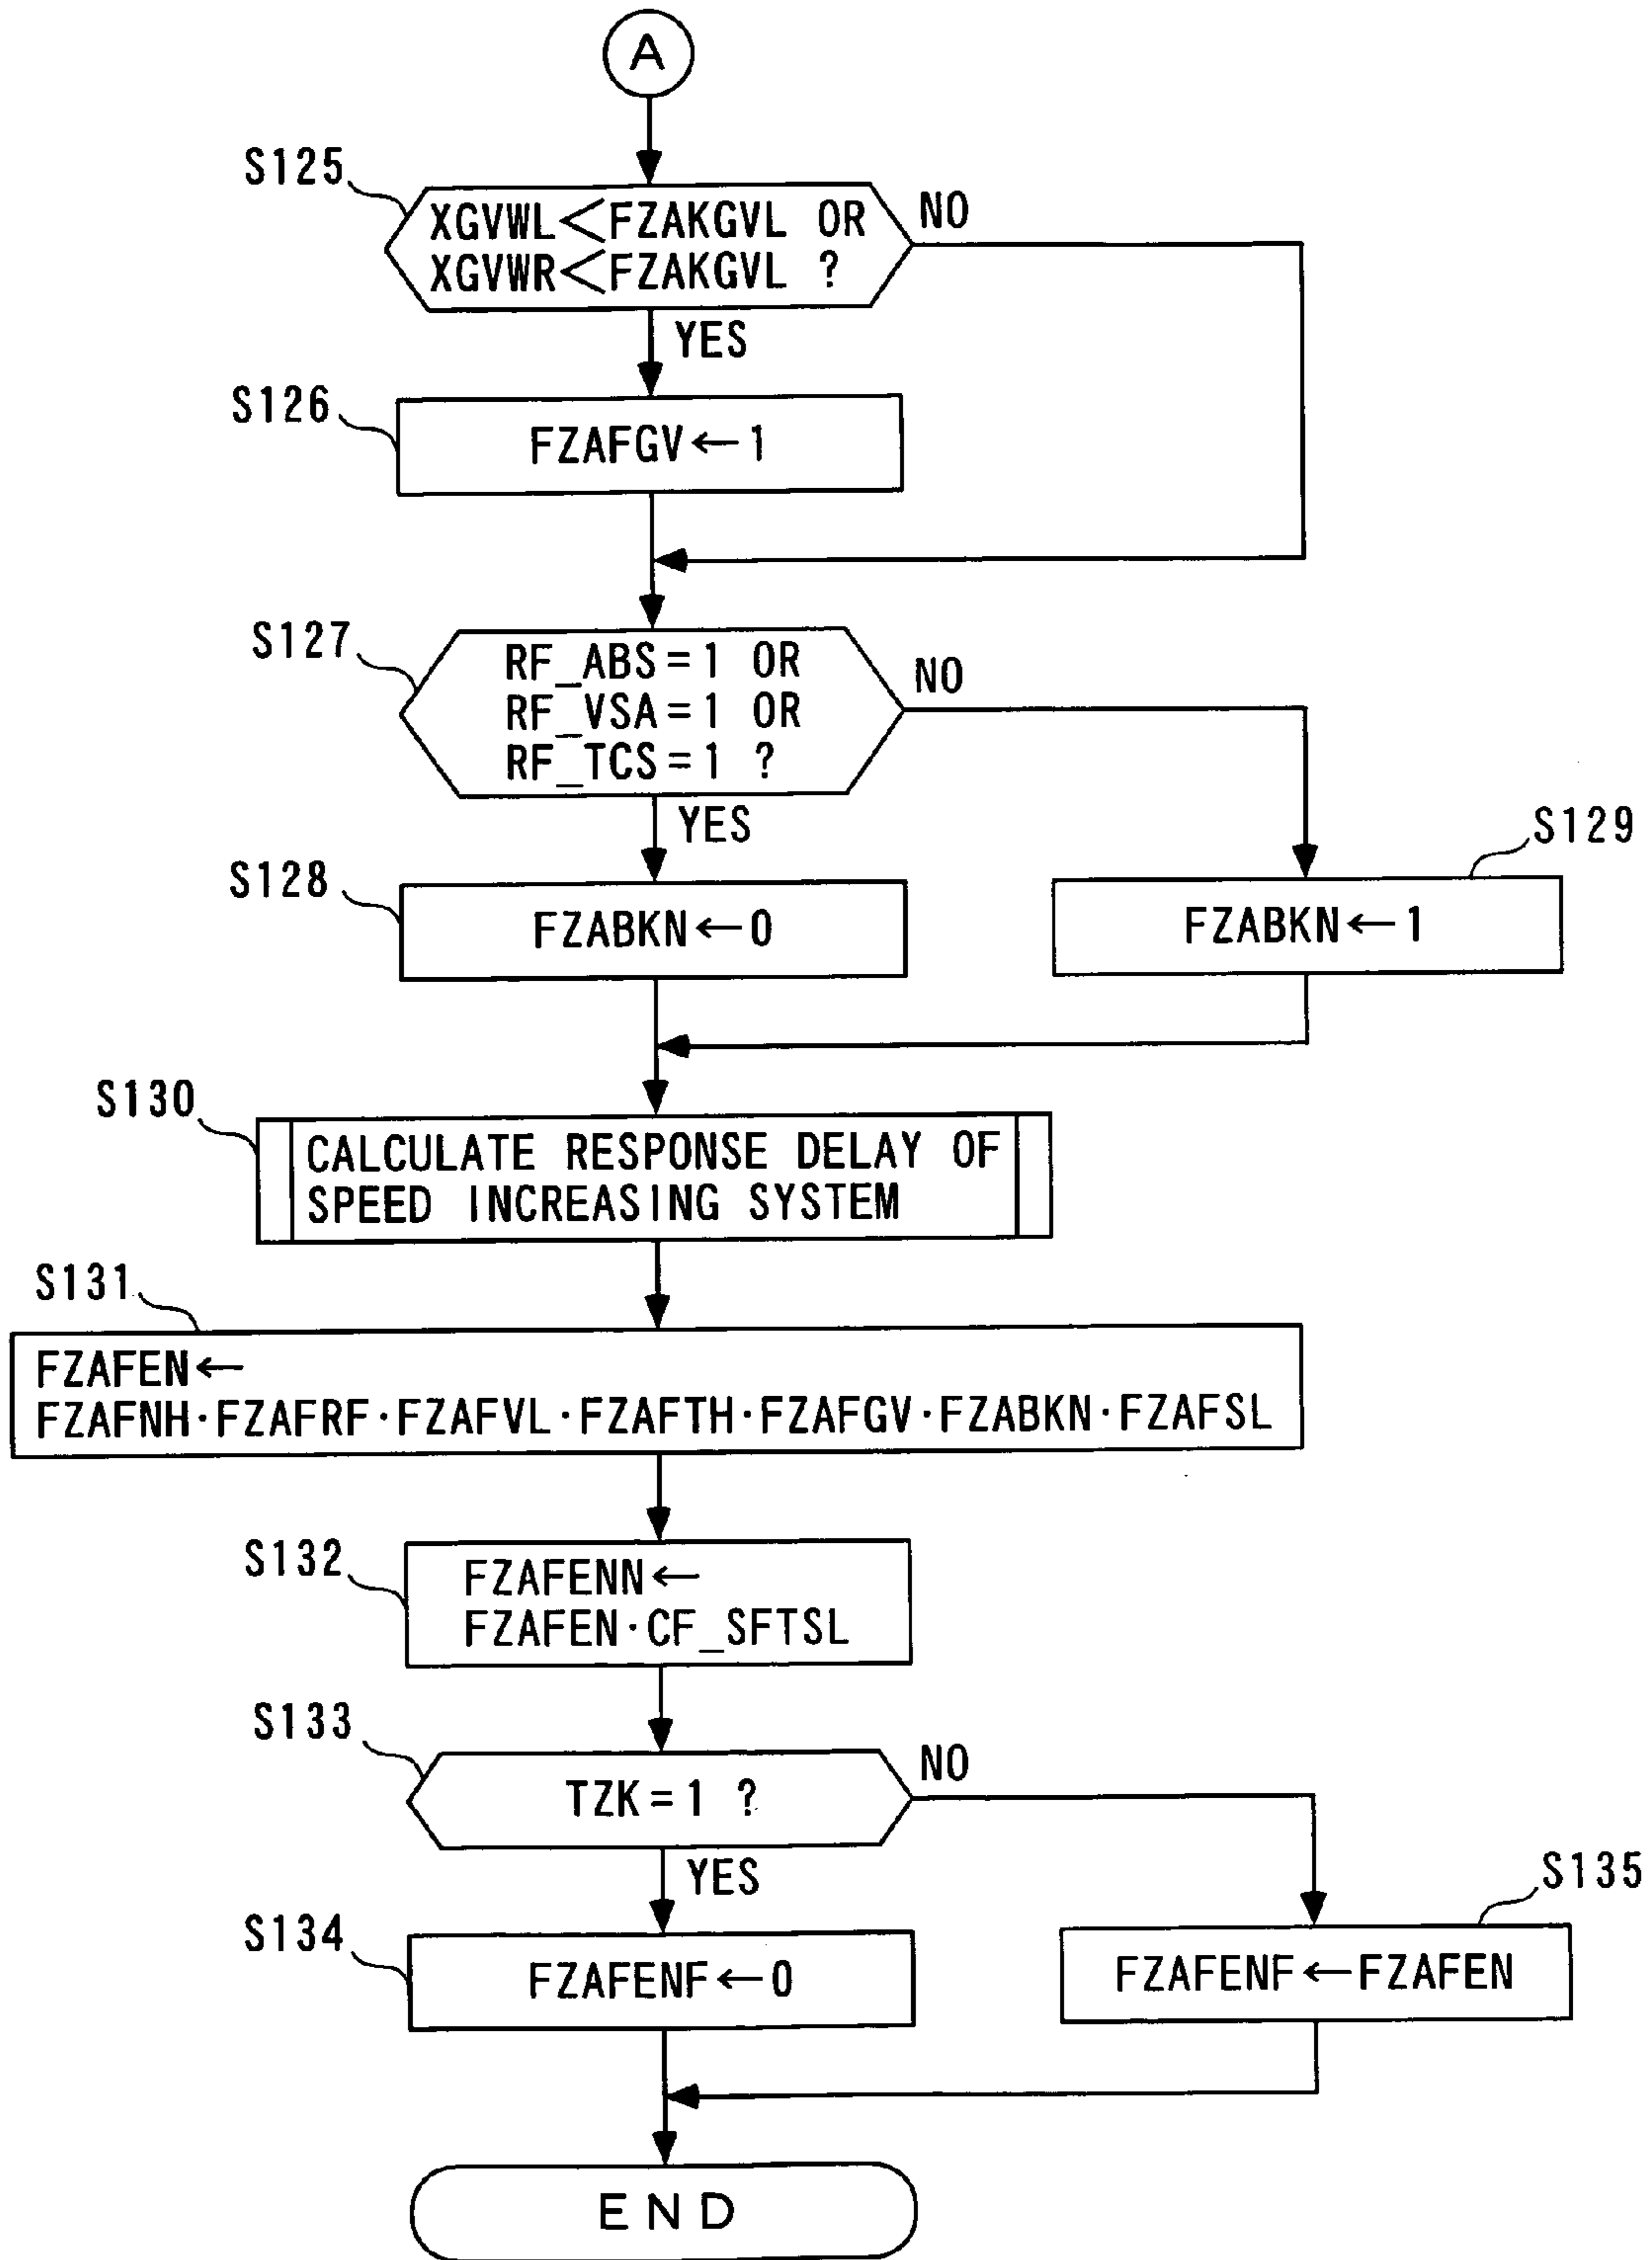 A
S125
XGVWL<FZAKGVL OR
XGVWR<FZAKGVL ?
NO
YES
S126
FZAFGV←1
S127
RF_ABS=1 OR
RF_VSA=1 OR
RF_TCS=1 ?
NO
YES
S128
FZABKN←0
S129
FZABKN←1
S130
CALCULATE RESPONSE DELAY OF
SPEED INCREASING SYSTEM
S131
FZAFEN←
FZAFNH·FZAFRF·FZAFVL·FZAFTH·FZAFGV·FZABKN·FZAFSL
S132
FZAFENN←
FZAFEN·CF_SFTSL
S133
TZK=1 ?
NO
YES
S134
FZAFENF←0
S135
FZAFENF←FZAFEN
END